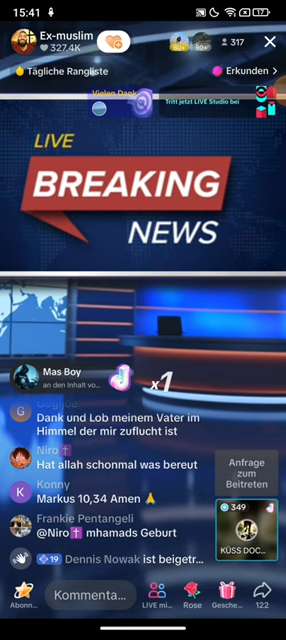 15:41
17
Ex-muslim
327.4K
60+
80+
317
Tägliche Rangliste
Erkunden >
Vielen Dank
Tritt jetzt LIVE Studio bei
LIVE
BREAKING
NEWS
Mas Boy
an den Inhalt vo...
x1
G
Dank und Lob meinem Vater im
Himmel der mir zuflucht ist
Niro✝️
Hat allah schonmal was bereut
K
Konny
Markus 10,34 Amen 🙏
Frankie Pentangeli
@Niro✝️ mhamads Geburt
19 Dennis Nowak ist beigetr...
Anfrage
zum
Beitreten
349
KÜSS DOC...
Abonn...
Kommenta...
LIVE mi...
Rose
Gesche...
122